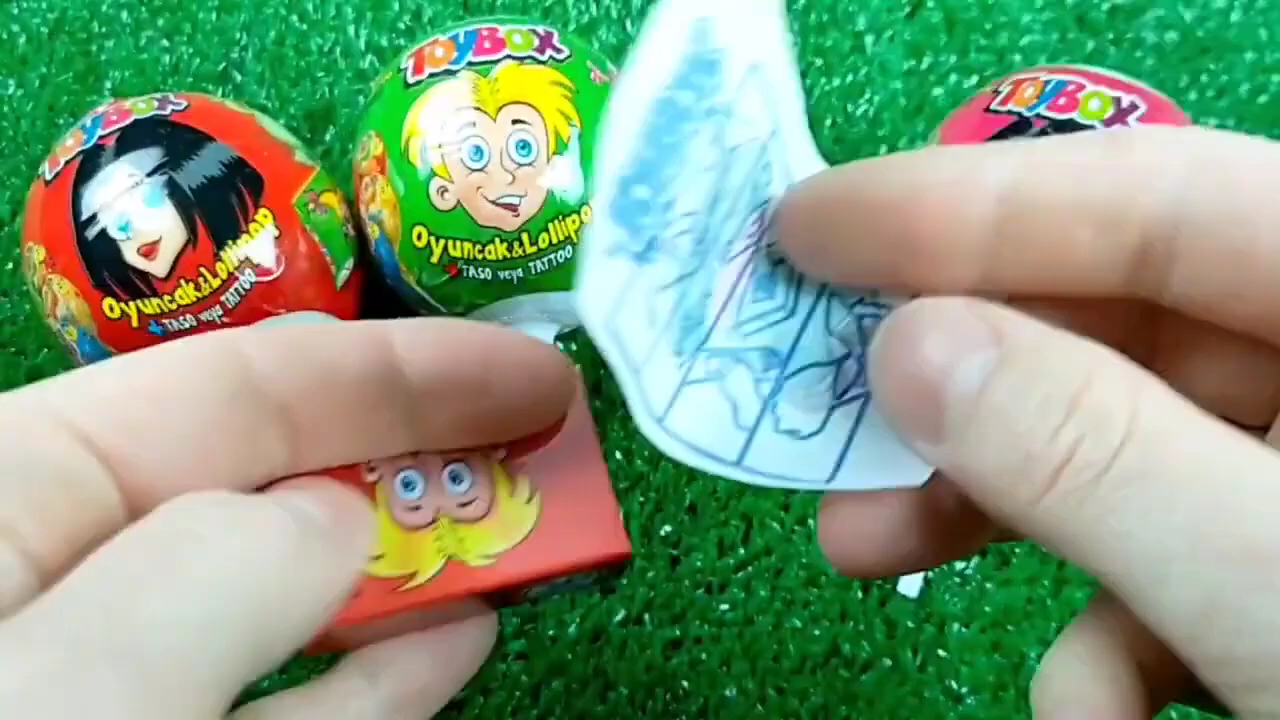 TOYBOX
Oyuncak&Lollipop
+ TASO veya TATTOO
TOYBOX
Oyuncak&Lollipo
+ TASO veya TATTOO
TOYBOX